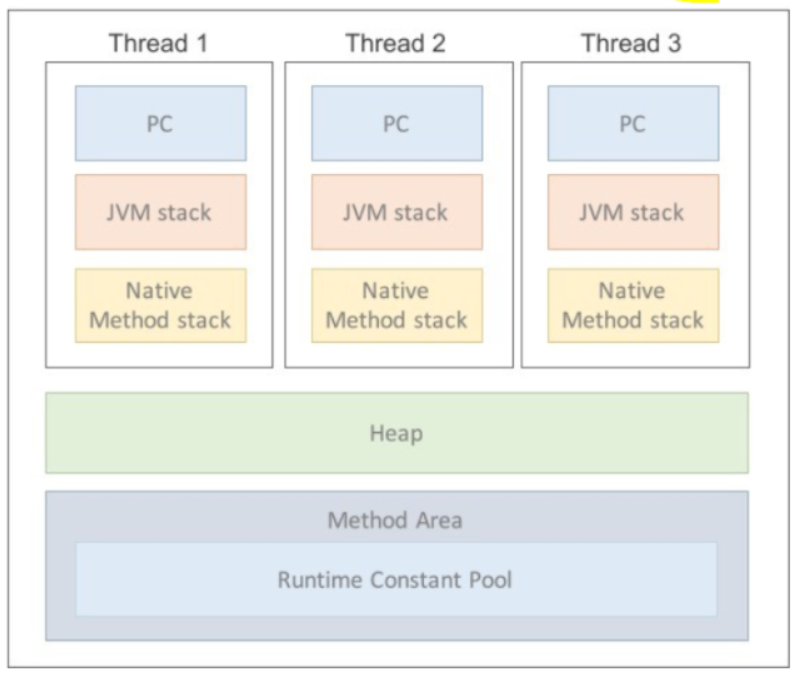 Thread 1
Thread 2
Thread 3
PC
PC
PC
JVM stack
JVM stack
JVM stack
Native
Method stack
Native
Method stack
Native
Method stack
Heap
Method Area
Runtime Constant Pool